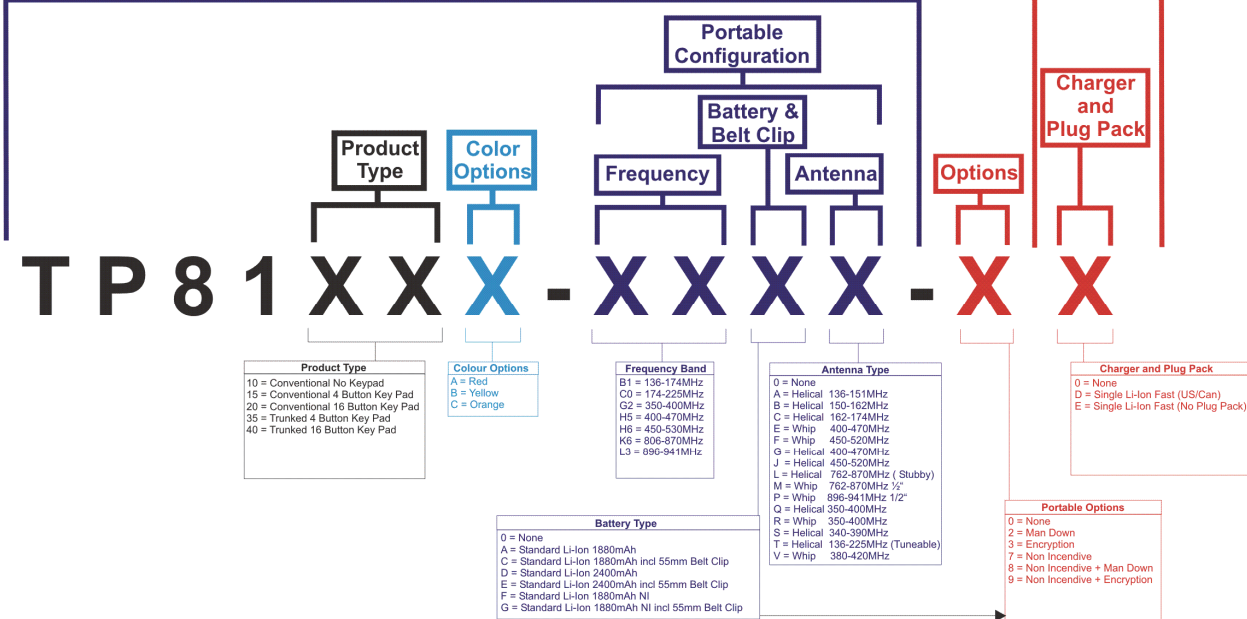 Portable
Configuration
Charger
and
Plug Pack
Battery &
Belt Clip
Product
Type
Color
Options
Frequency
Antenna
Options
T P 8 1 X X X - X X X X - X X
Product Type
10 = Conventional No Keypad
15 = Conventional 4 Button Key Pad
20 = Conventional 16 Button Key Pad
35 = Trunked 4 Button Key Pad
40 = Trunked 16 Button Key Pad
Colour Options
A = Red
B = Yellow
C = Orange
Frequency Band
B1 = 136-174MHz
C0 = 174-225MHz
G2 = 350-400MHz
H5 = 400-470MHz
H6 = 450-530MHz
K6 = 806-870MHz
L3 = 896-941MHz
Antenna Type
0 = None
A = Helical 136-151MHz
B = Helical 150-162MHz
C = Helical 162-174MHz
E = Whip 400-470MHz
F = Whip 450-520MHz
G = Helical 400-470MHz
J = Helical 450-520MHz
L = Helical 762-870MHz ( Stubby)
M = Whip 762-870MHz ½“
P = Whip 896-941MHz 1/2“
Q = Helical 350-400MHz
R = Whip 350-400MHz
S = Helical 340-390MHz
T = Helical 136-225MHz (Tuneable)
V = Whip 380-420MHz
Charger and Plug Pack
0 = None
D = Single Li-Ion Fast (US/Can)
E = Single Li-Ion Fast (No Plug Pack)
Battery Type
0 = None
A = Standard Li-Ion 1880mAh
C = Standard Li-Ion 1880mAh incl 55mm Belt Clip
D = Standard Li-Ion 2400mAh
E = Standard Li-Ion 2400mAh incl 55mm Belt Clip
F = Standard Li-Ion 1880mAh NI
G = Standard Li-Ion 1880mAh NI incl 55mm Belt Clip
Portable Options
0 = None
2 = Man Down
3 = Encryption
7 = Non Incendive
8 = Non Incendive + Man Down
9 = Non Incendive + Encryption